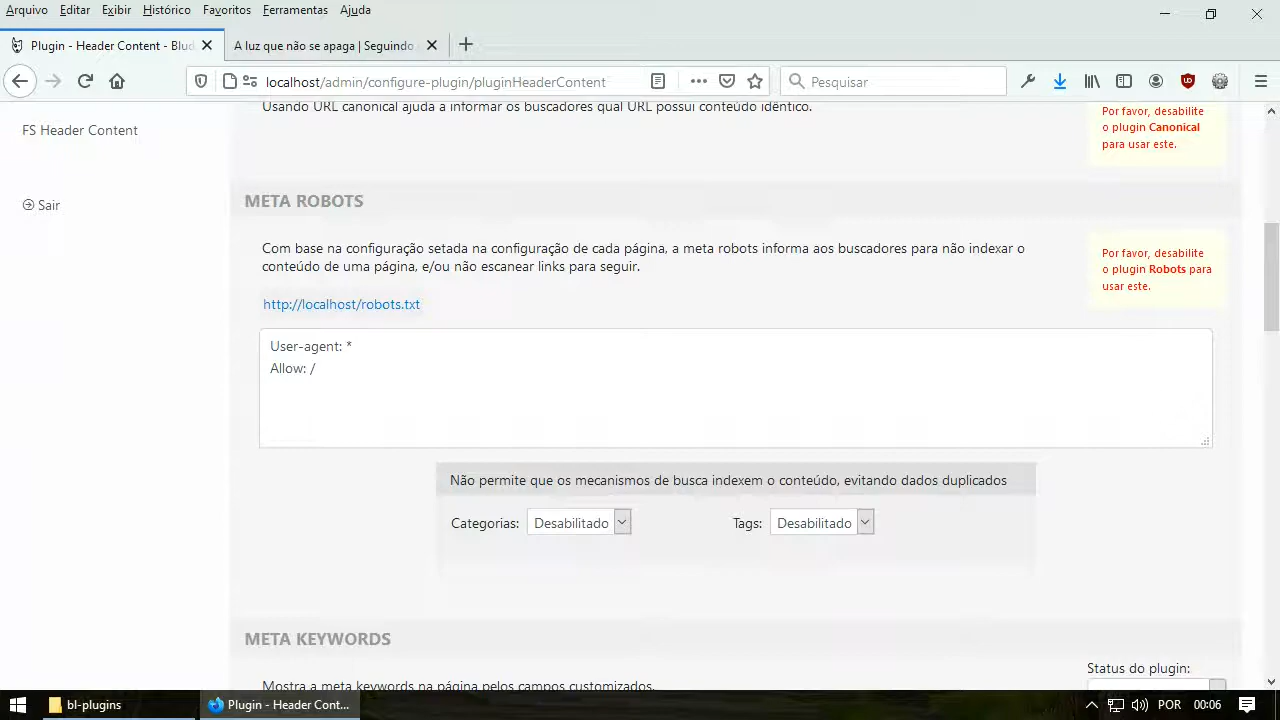 Arquivo Editar Exibir Histórico Favoritos Ferramentas Ajuda
Plugin - Header Content - Blud
A luz que não se apaga | Seguindo
localhost/admin/configure-plugin/pluginHeaderContent
Pesquisar
Usando URL canonical ajuda a informar os buscadores qual URL possui conteúdo idêntico.
Por favor, desabilite
o plugin Canonical
para usar este.
FS Header Content
Sair
META ROBOTS
Com base na configuração setada na configuração de cada página, a meta robots informa aos buscadores para não indexar o
conteúdo de uma página, e/ou não escanear links para seguir.
Por favor, desabilite
o plugin Robots para
usar este.
http://localhost/robots.txt
User-agent: *
Allow: /
Não permite que os mecanismos de busca indexem o conteúdo, evitando dados duplicados
Categorias: Desabilitado Tags: Desabilitado
META KEYWORDS
Status do plugin:
Mostra a meta keywords na página pelos campos customizados.
bl-plugins
Plugin - Header Cont...
POR 00:06